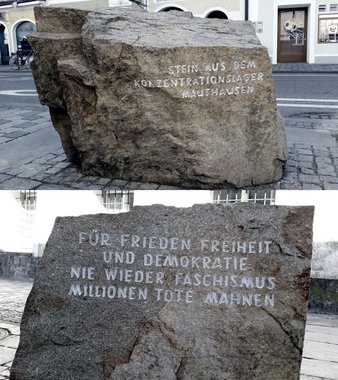 STEIN AUS DEM
KONZENTRATIONSLAGER
MAUTHAUSEN
FÜR FRIEDEN FREIHEIT
UND DEMOKRATIE
NIE WIEDER FASCHISMUS
MILLIONEN TOTE MAHNEN